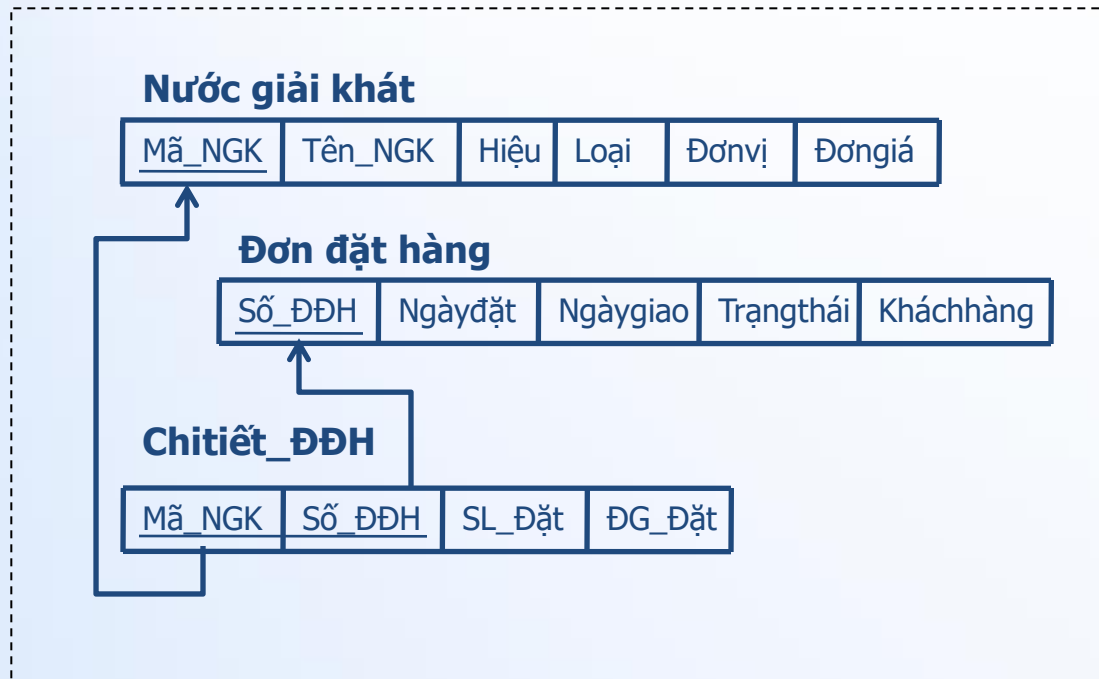 Nước giải khát
Mã_NGK Tên_NGK Hiệu Loại Đơnvị Đơngiá
Đơn đặt hàng
Số_ĐĐH Ngàyđặt Ngàygiao Trạngthái Kháchhàng
Chitiết_ĐĐH
Mã_NGK Số_ĐĐH SL_Đặt ĐG_Đặt